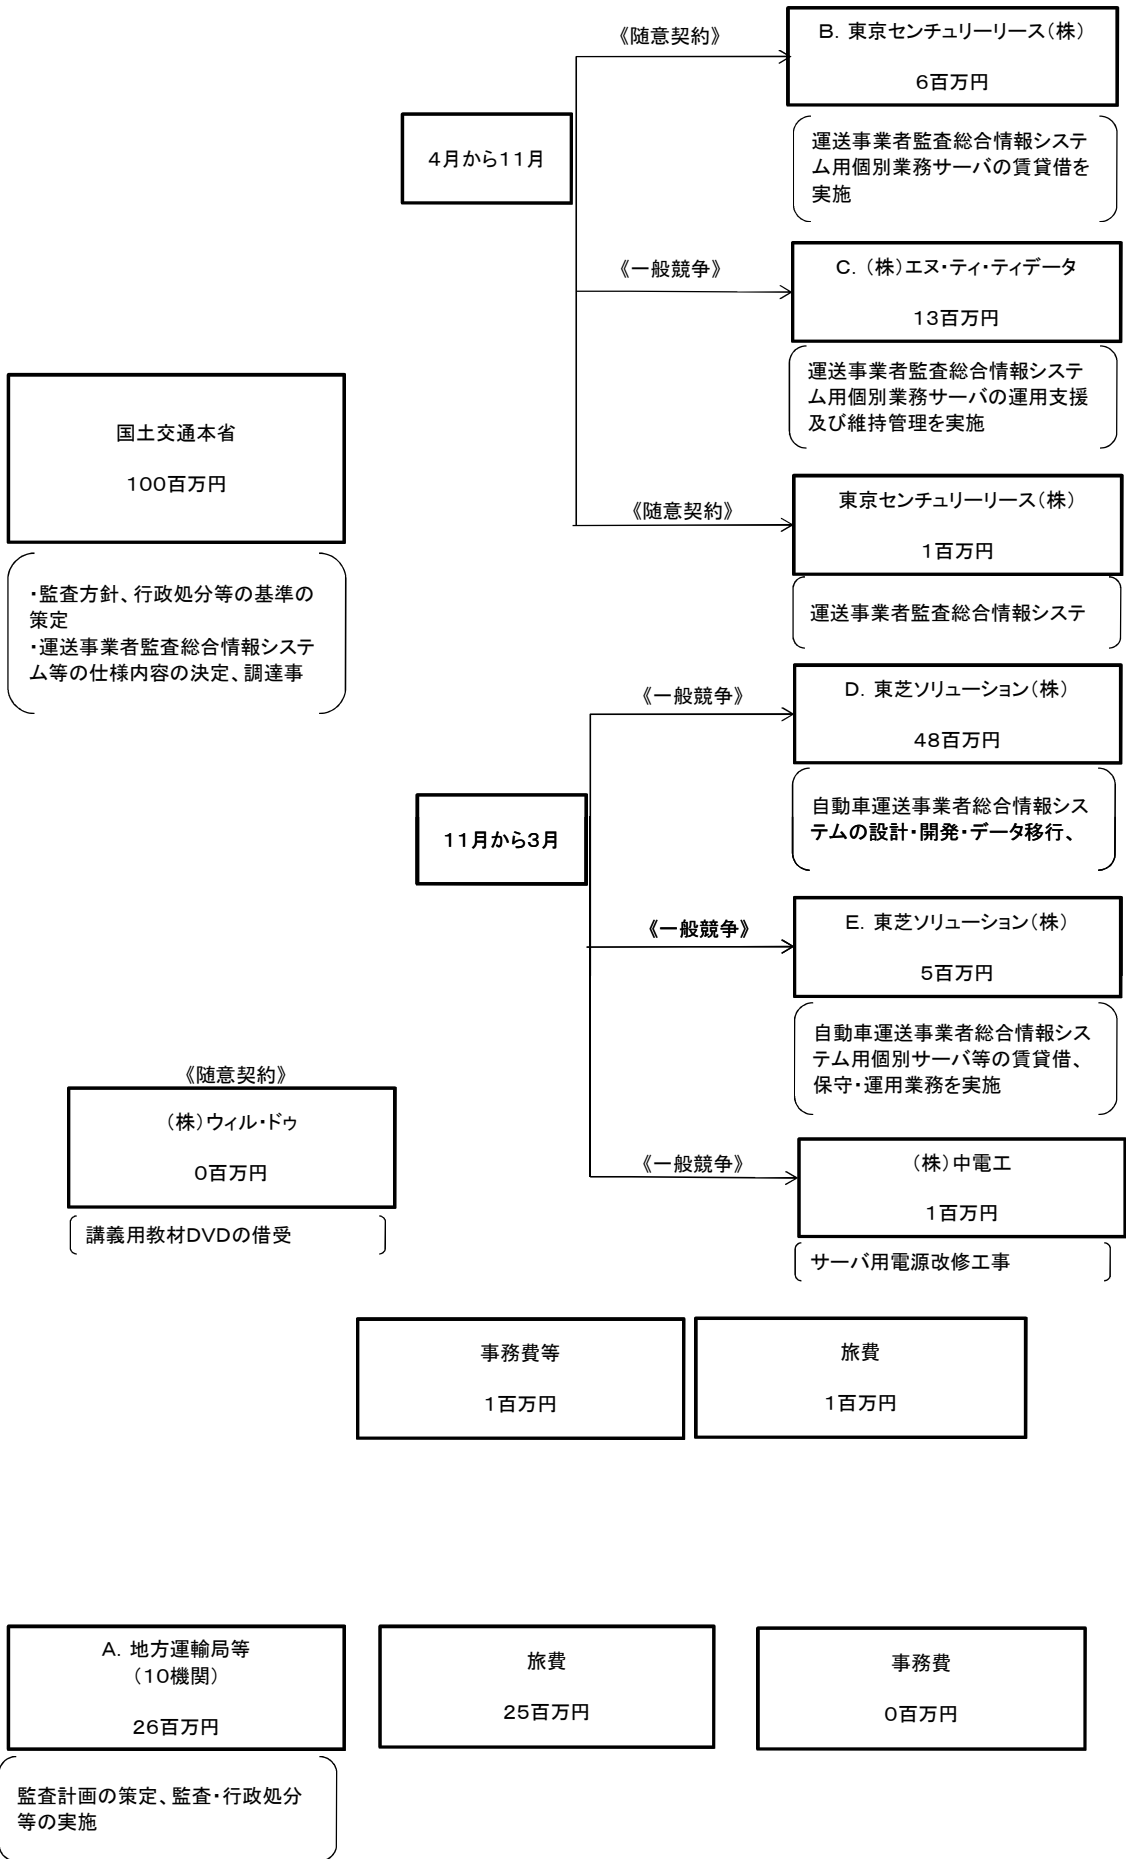 《随意契約》
B．東京センチュリーリース（株）
6百万円
運送事業者監査総合情報システ
ム用個別業務サーバの賃貸借を
実施
4月から11月
《一般競争》
C．（株）エヌ・ティ・ティデータ
13百万円
運送事業者監査総合情報システ
ム用個別業務サーバの運用支援
及び維持管理を実施
国土交通本省
100百万円
・監査方針、行政処分等の基準の
策定
・運送事業者監査総合情報システ
ム等の仕様内容の決定、調達事
《随意契約》
東京センチュリーリース（株）
1百万円
運送事業者監査総合情報システ
《一般競争》
D．東芝ソリューション（株）
48百万円
自動車運送事業者総合情報シス
テムの設計・開発・データ移行、
11月から3月
《一般競争》
E．東芝ソリューション（株）
5百万円
自動車運送事業者総合情報シス
テム用個別サーバ等の賃貸借、
保守・運用業務を実施
《随意契約》
（株）ウィル・ドゥ
0百万円
講義用教材DVDの借受
《一般競争》
（株）中電工
1百万円
サーバ用電源改修工事
事務費等
1百万円
旅費
1百万円
A．地方運輸局等
（10機関）
26百万円
監査計画の策定、監査・行政処分
等の実施
旅費
25百万円
事務費
0百万円